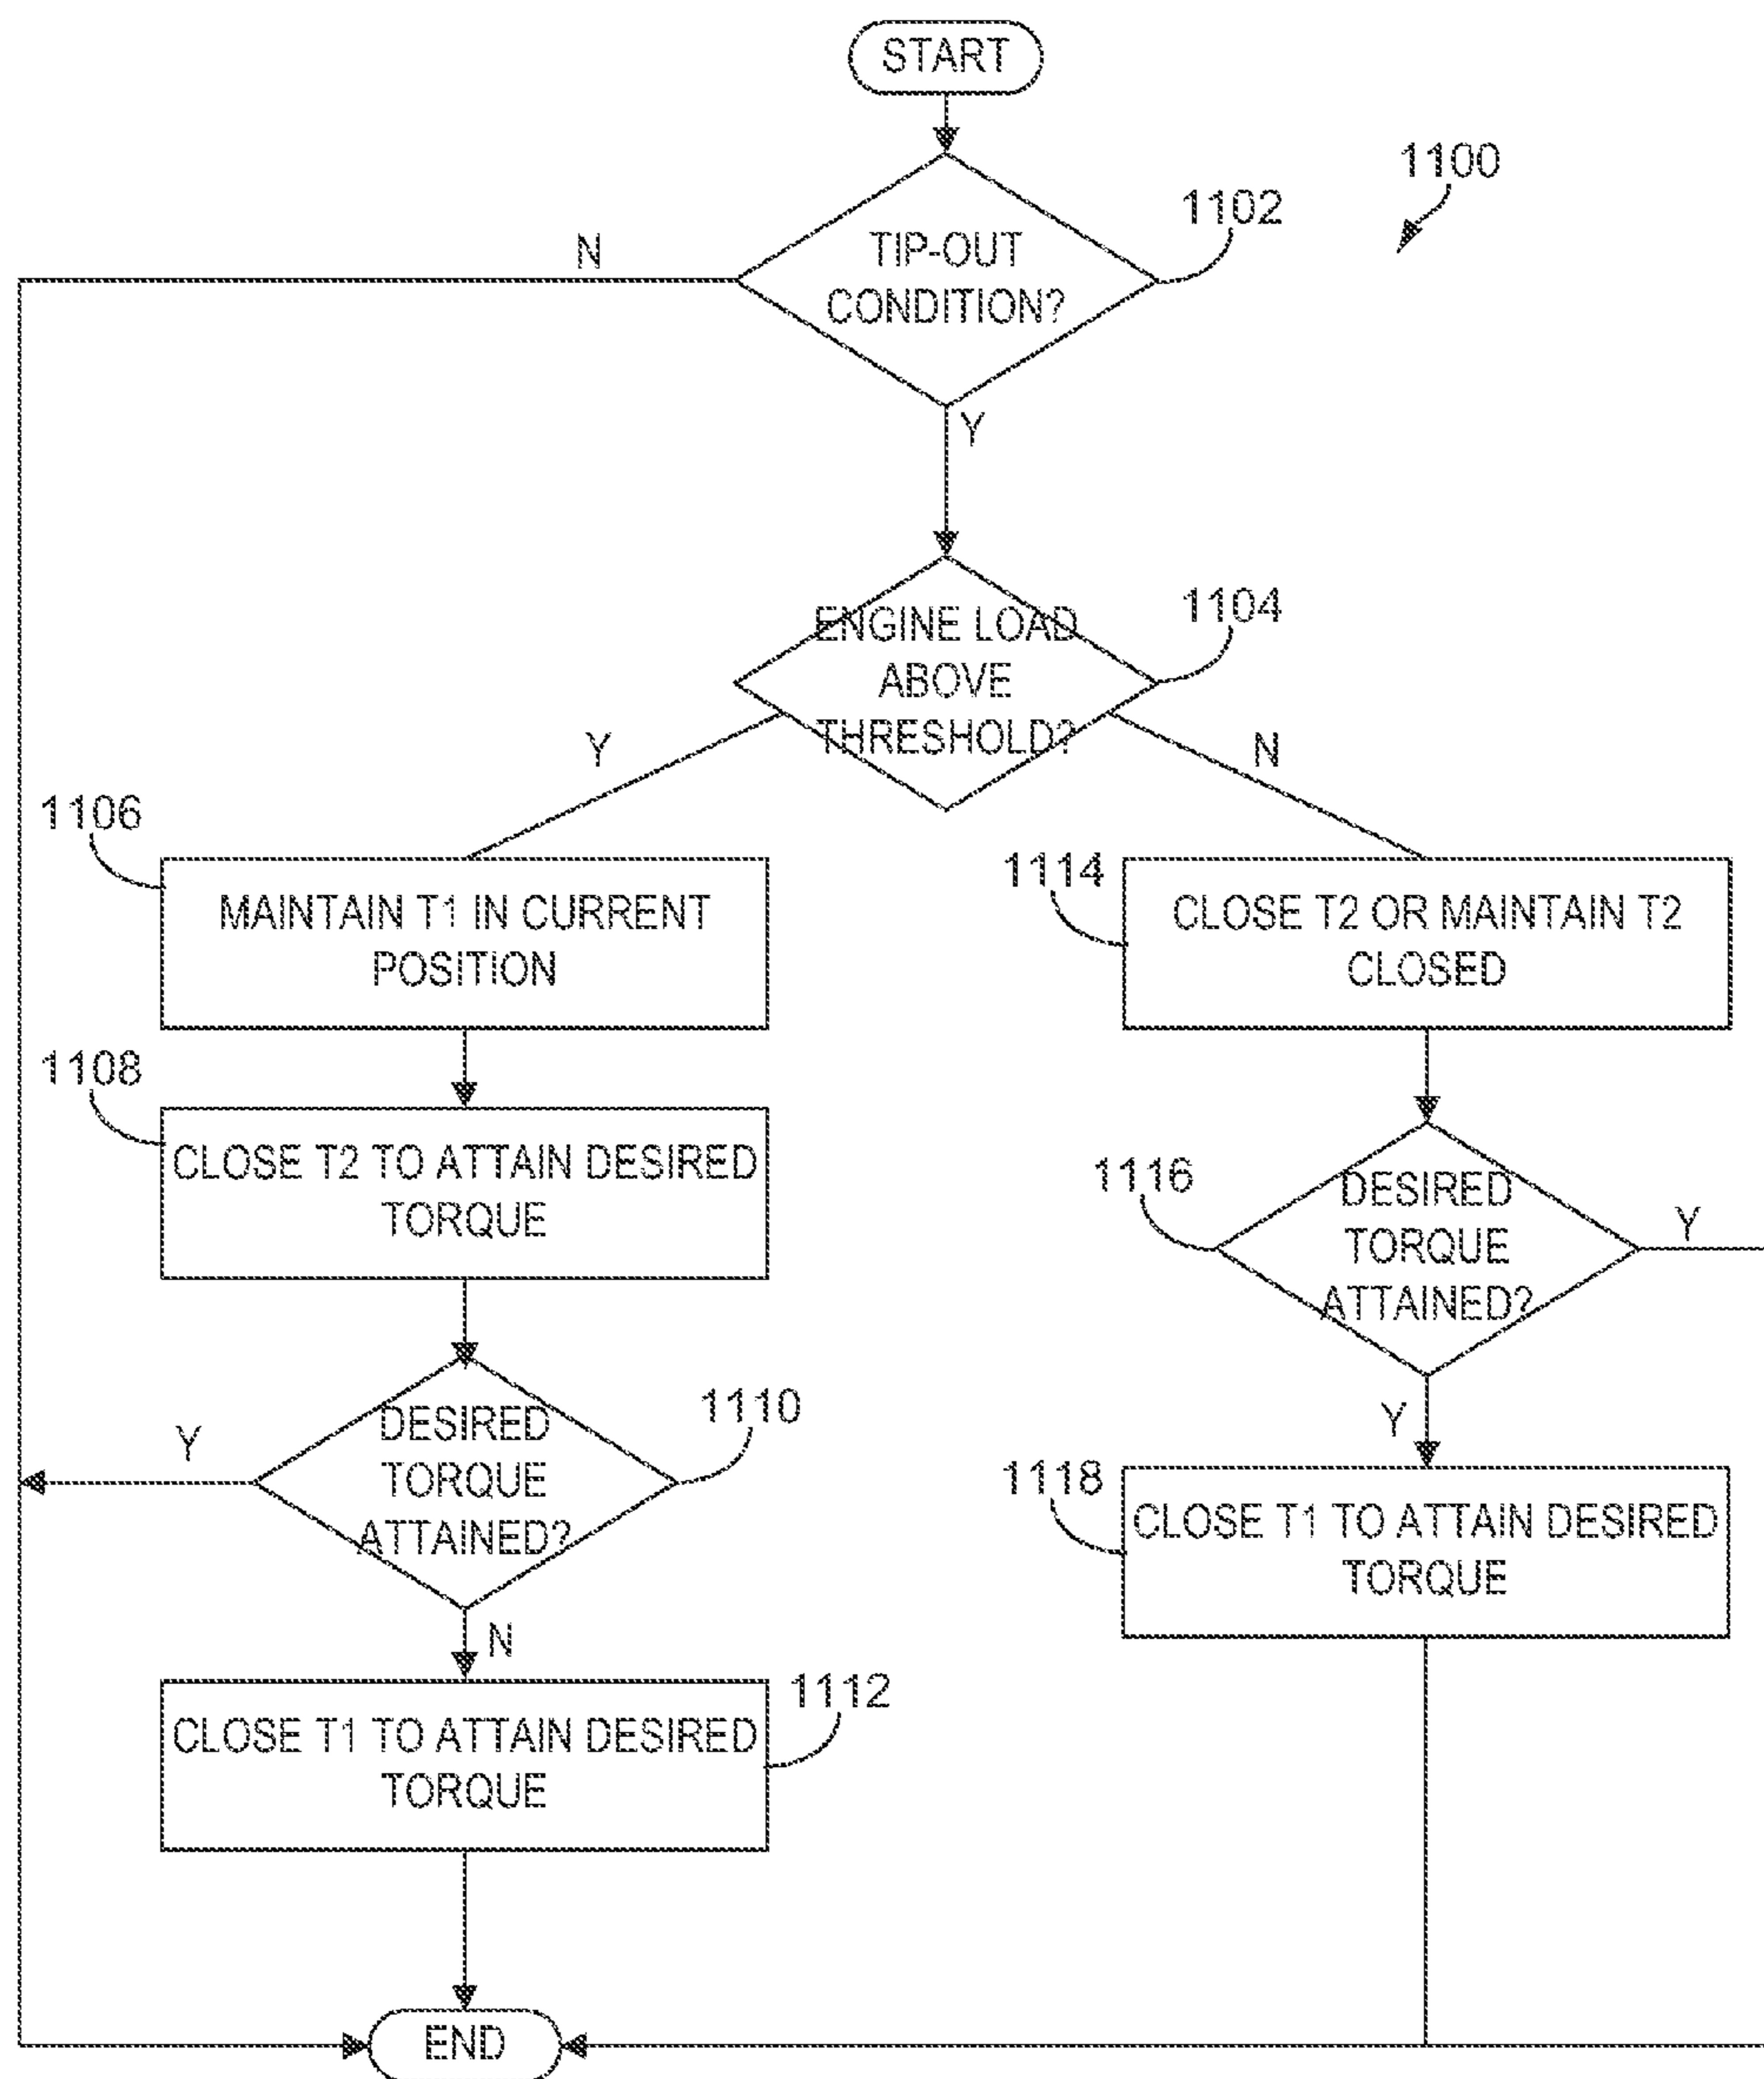 START
1100
1102
TIP-OUT
CONDITION?
N
Y
1104
ENGINE LOAD
ABOVE
THRESHOLD?
Y
N
1106
MAINTAIN T1 IN CURRENT
POSITION
1114
CLOSE T2 OR MAINTAIN T2
CLOSED
1108
CLOSE T2 TO ATTAIN DESIRED
TORQUE
1116
DESIRED
TORQUE
ATTAINED?
Y
Y
1110
DESIRED
TORQUE
ATTAINED?
Y
N
1118
CLOSE T1 TO ATTAIN DESIRED
TORQUE
1112
CLOSE T1 TO ATTAIN DESIRED
TORQUE
END